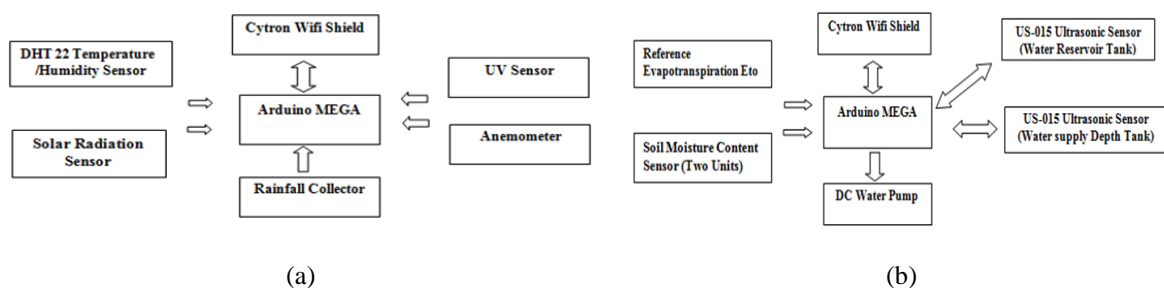 Cytron Wifi Shield
DHT 22 Temperature
/Humidity Sensor
UV Sensor
Arduino MEGA
Solar Radiation
Sensor
Anemometer
Rainfall Collector
(a)
Cytron Wifi Shield
US-015 Ultrasonic Sensor
(Water Reservoir Tank)
Reference
Evapotranspiration Eto
Arduino MEGA
US-015 Ultrasonic Sensor
(Water supply Depth Tank)
Soil Moisture Content
Sensor (Two Units)
DC Water Pump
(b)